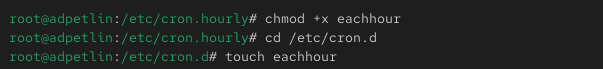 root@adpetlin:/etc/cron.hourly# chmod +x eachhour
root@adpetlin:/etc/cron.hourly# cd /etc/cron.d
root@adpetlin:/etc/cron.d# touch eachhour